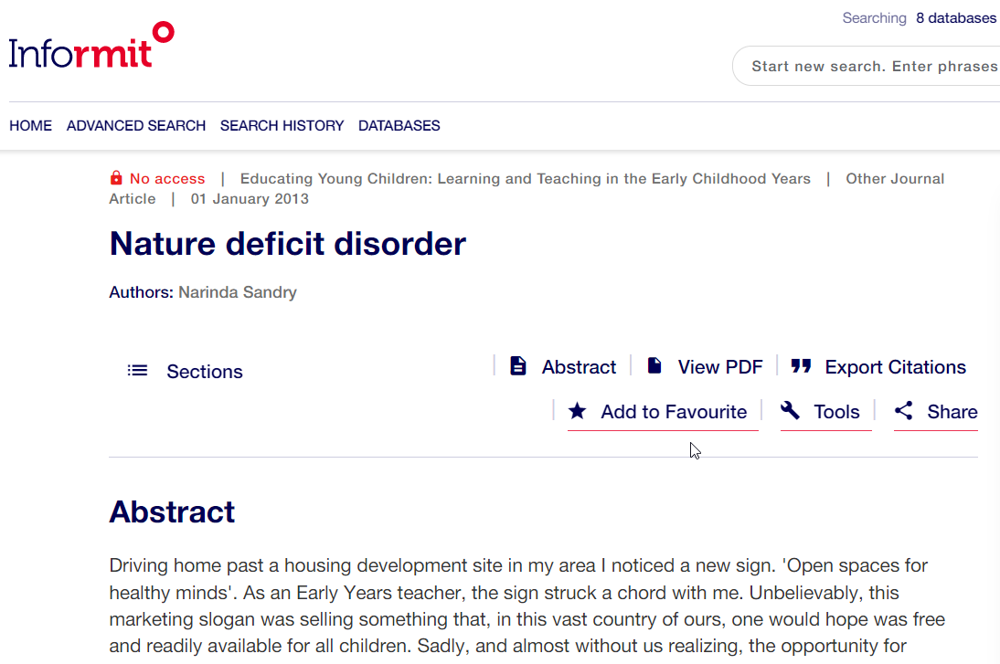 Searching 8 databases
Informit
Start new search. Enter phrases
HOME ADVANCED SEARCH SEARCH HISTORY DATABASES
No access | Educating Young Children: Learning and Teaching in the Early Childhood Years | Other Journal
Article | 01 January 2013
Nature deficit disorder
Authors: Narinda Sandry
Sections | Abstract | View PDF | Export Citations
| Add to Favourite | Tools | Share
Abstract
Driving home past a housing development site in my area I noticed a new sign. 'Open spaces for
healthy minds'. As an Early Years teacher, the sign struck a chord with me. Unbelievably, this
marketing slogan was selling something that, in this vast country of ours, one would hope was free
and readily available for all children. Sadly, and almost without us realizing, the opportunity for